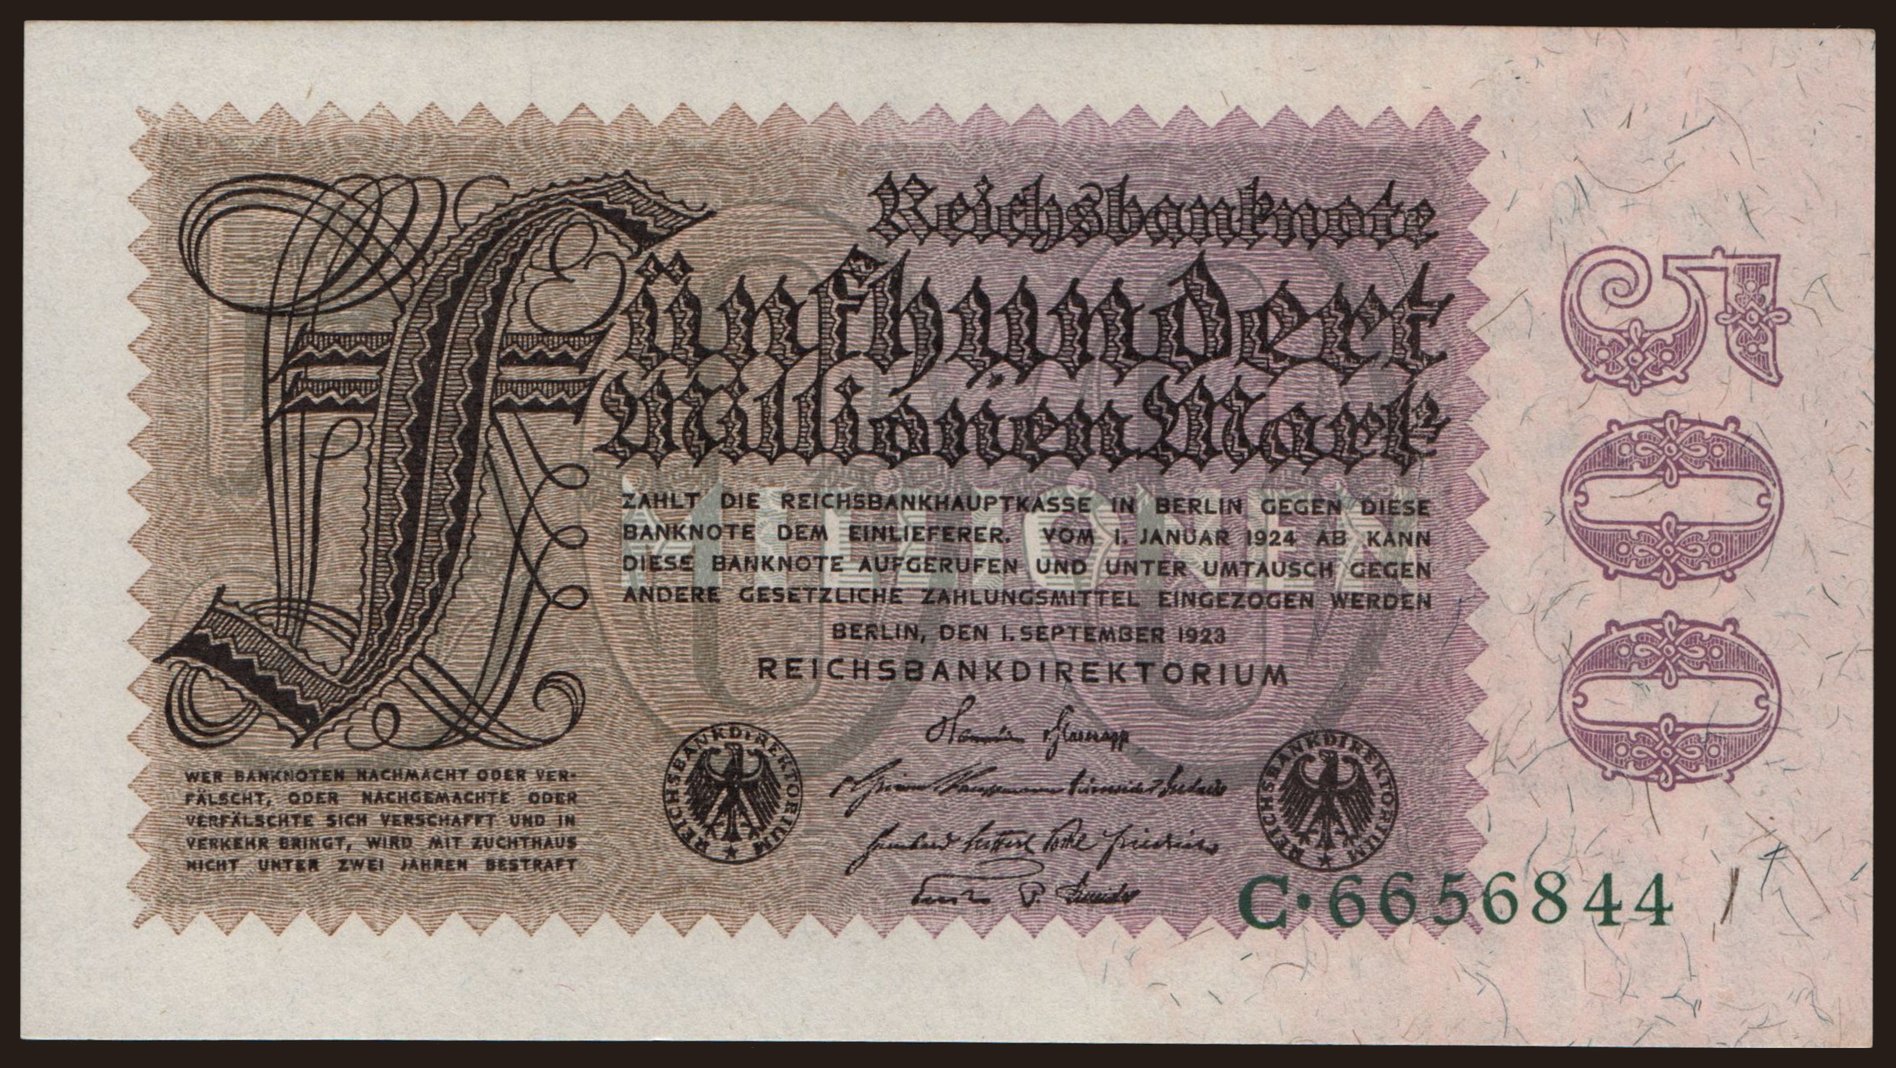 Reichsbanknote
Fünfhundert
Millionen Mark
MILLIONEN
ZAHLT DIE REICHSBANKHAUPTKASSE IN BERLIN GEGEN DIESE
BANKNOTE DEM EINLIEFERER. VOM 1. JANUAR 1924 AB KANN
DIESE BANKNOTE AUFGERUFEN UND UNTER UMTAUSCH GEGEN
ANDERE GESETZLICHE ZAHLUNGSMITTEL EINGEZOGEN WERDEN
BERLIN, DEN 1. SEPTEMBER 1923
REICHSBANKDIREKTORIUM
REICHSBANKDIREKTORIUM
REICHSBANKDIREKTORIUM
WER BANKNOTEN NACHMACHT ODER VER-
FÄLSCHT, ODER NACHGEMACHTE ODER
VERFÄLSCHTE SICH VERSCHAFFT UND IN
VERKEHR BRINGT, WIRD MIT ZUCHTHAUS
NICHT UNTER ZWEI JAHREN BESTRAFT
C·6656844
500